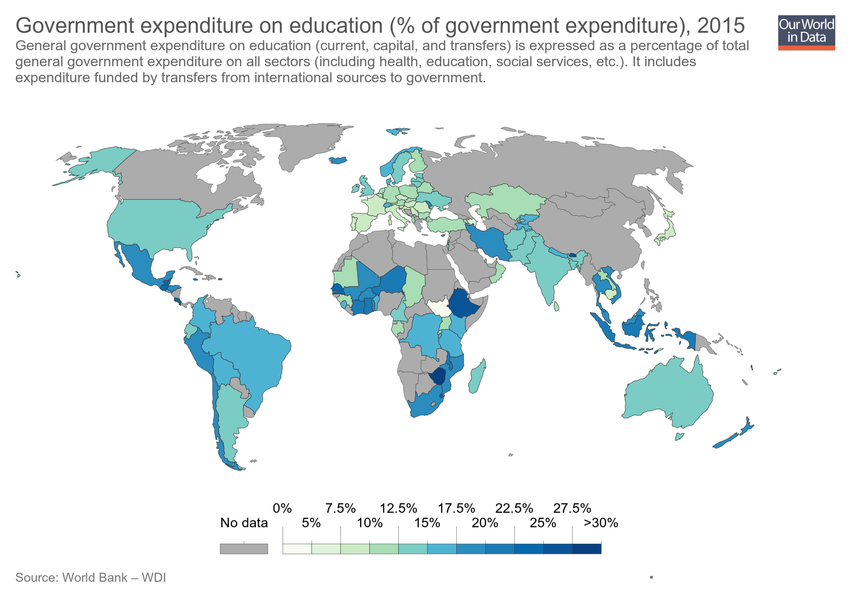 Government expenditure on education (% of government expenditure), 2015
Our World
in Data
General government expenditure on education (current, capital, and transfers) is expressed as a percentage of total
general government expenditure on all sectors (including health, education, social services, etc.). It includes
expenditure funded by transfers from international sources to government.
0% 7.5% 12.5% 17.5% 22.5% 27.5%
No data 5% 10% 15% 20% 25% >30%
Source: World Bank – WDI